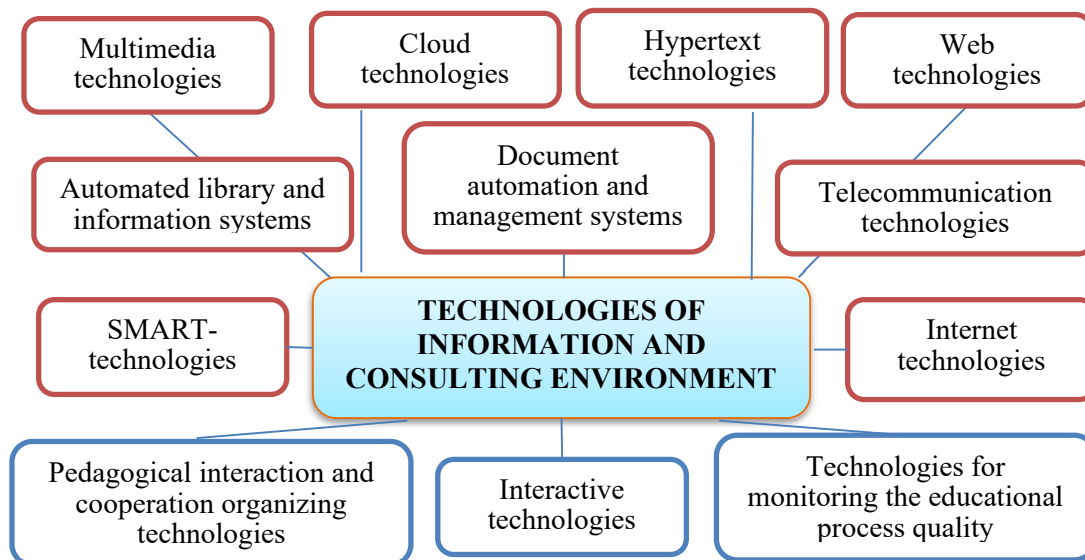 Multimedia
technologies
Cloud
technologies
Hypertext
technologies
Web
technologies
Automated library and
information systems
Document
automation and
management systems
Telecommunication
technologies
SMART-
technologies
TECHNOLOGIES OF
INFORMATION AND
CONSULTING ENVIRONMENT
Internet
technologies
Pedagogical interaction and
cooperation organizing
technologies
Interactive
technologies
Technologies for
monitoring the educational
process quality